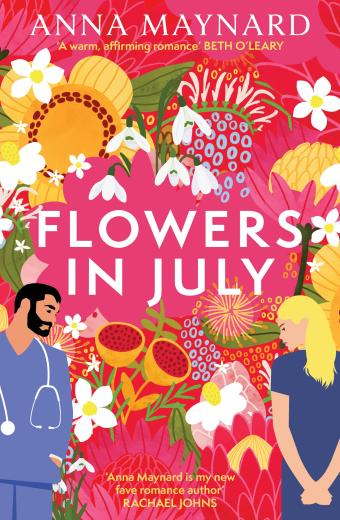 ANNA MAYNARD
‘A warm, affirming romance’ BETH O’LEARY
FLOWERS
IN JULY
‘Anna Maynard is my new
fave romance author’
RACHAEL JOHNS